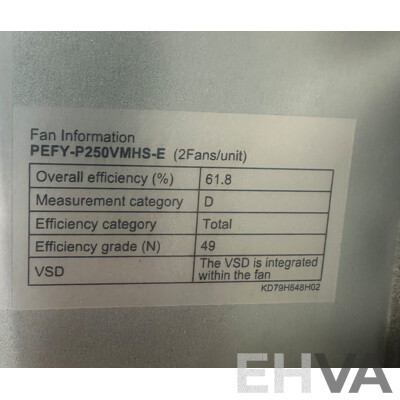 Fan Information
PEFY-P250VMHS-E (2Fans/unit)
Overall efficiency (%) 61.8
Measurement category D
Efficiency category Total
Efficiency grade (N) 49
VSD The VSD is integrated
within the fan
KD79H648H02
EHVA